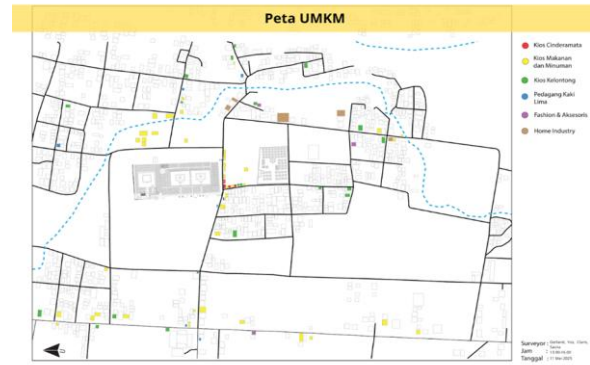 Peta UMKM
Kios Cinderamata
Kios Makanan
dan Minuman
Kios Kelontong
Pedagang Kaki
Lima
Fashion & Aksesoris
Home Industry
Surveyor :
Jam :
Tanggal :